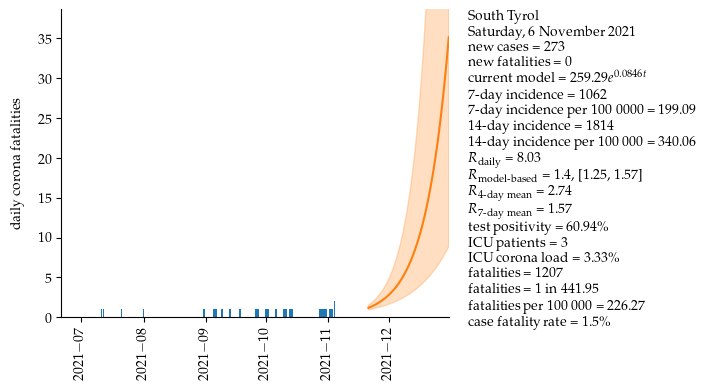 South Tyrol
Saturday, 6 November 2021
new cases = 273
new fatalities = 0
current model = 259.29e^{0.0846t}
7-day incidence = 1062
7-day incidence per 100 0000 = 199.09
14-day incidence = 1814
14-day incidence per 100 000 = 340.06
R_daily = 8.03
R_model-based = 1.4, [1.25, 1.57]
R_4-day mean = 2.74
R_7-day mean = 1.57
test positivity = 60.94%
ICU patients = 3
ICU corona load = 3.33%
fatalities = 1207
fatalities = 1 in 441.95
fatalities per 100 000 = 226.27
case fatality rate = 1.5%
daily corona fatalities
35
30
25
20
15
10
5
0
2021−07
2021−08
2021−09
2021−10
2021−11
2021−12